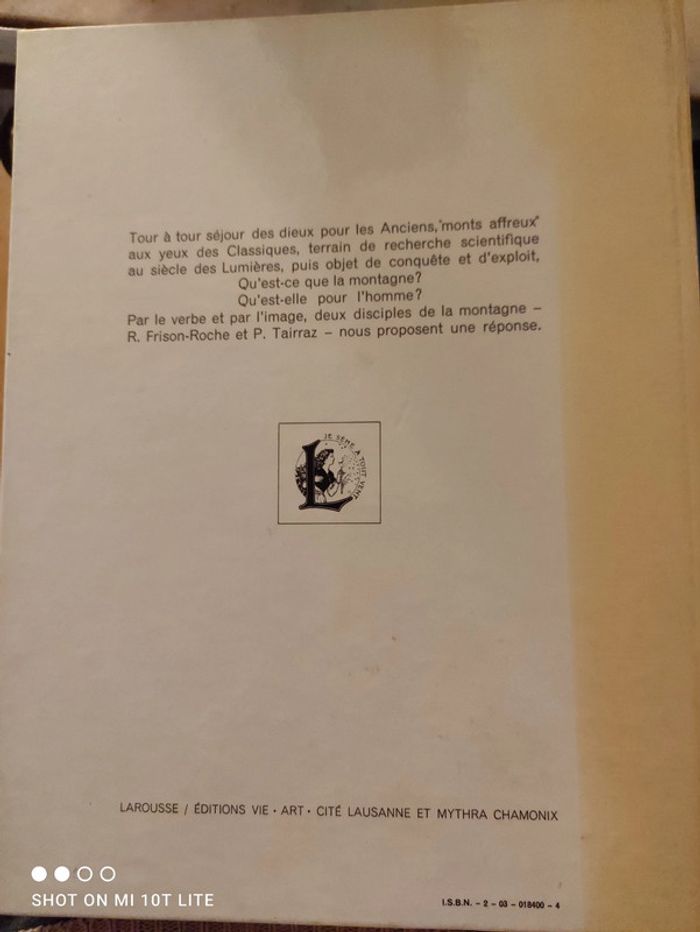 Tour à tour séjour des dieux pour les Anciens, "monts affreux"
aux yeux des Classiques, terrain de recherche scientifique
au siècle des Lumières, puis objet de conquête et d'exploit,
Qu'est-ce que la montagne?
Qu'est-elle pour l'homme?
Par le verbe et par l'image, deux disciples de la montagne –
R. Frison-Roche et P. Tairraz – nous proposent une réponse.
JE SÈME À TOUT VENT
L
LAROUSSE / ÉDITIONS VIE · ART · CITÉ LAUSANNE ET MYTHRA CHAMONIX
I.S.B.N. – 2 – 03 – 018400 – 4
SHOT ON MI 10T LITE